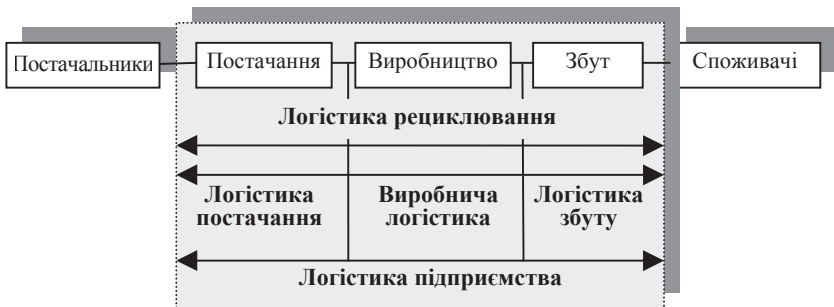 Постачальники Постачання Виробництво Збут Споживачі
Логістика рециклювання
Логістика Виробнича Логістика
постачання логістика збуту
Логістика підприємства